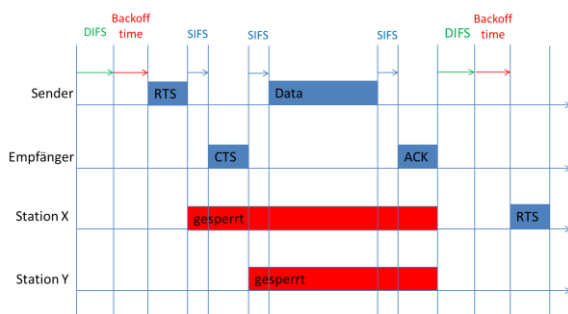 DIFS
Backoff
time
SIFS
SIFS
SIFS
DIFS
Backoff
time
Sender
RTS
Data
Empfänger
CTS
ACK
Station X
gesperrt
RTS
Station Y
gesperrt